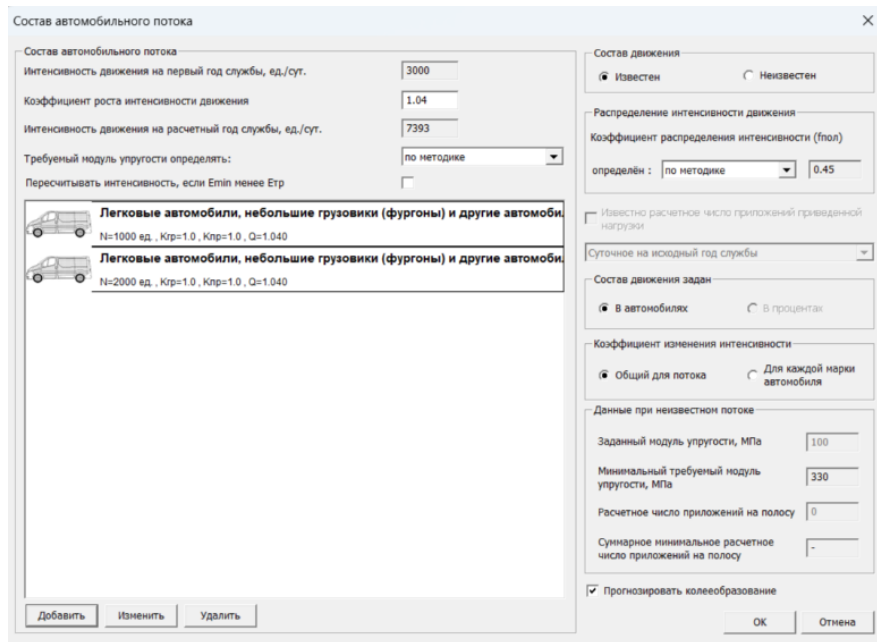 Состав автомобильного потока
Состав автомобильного потока
Интенсивность движения на первый год службы, ед./сут.
3000
Коэффициент роста интенсивности движения
1.04
Интенсивность движения на расчетный год службы, ед./сут.
7393
Требуемый модуль упругости определять:
по методике
Пересчитывать интенсивность, если Emin менее Етр
Легковые автомобили, небольшие грузовики (фургоны) и другие автомоби.
N=1000 ед. , Кгр=1.0 , Кпр=1.0 , Q=1.040
Легковые автомобили, небольшие грузовики (фургоны) и другие автомоби.
N=2000 ед. , Кгр=1.0 , Кпр=1.0 , Q=1.040
Добавить
Изменить
Удалить
Состав движения
Известен
Неизвестен
Распределение интенсивности движения
Коэффициент распределения интенсивности (fпол)
определён :
по методике
0.45
Известно расчетное число приложений приведенной
нагрузки
Суточное на исходный год службы
Состав движения задан
В автомобилях
В процентах
Коэффициент изменения интенсивности
Общий для потока
Для каждой марки
автомобиля
Данные при неизвестном потоке
Заданный модуль упругости, МПа
100
Минимальный требуемый модуль
упругости, МПа
330
Расчетное число приложений на полосу
0
Суммарное минимальное расчетное
число приложений на полосу
-
Прогнозировать колееобразование
ОК
Отмена